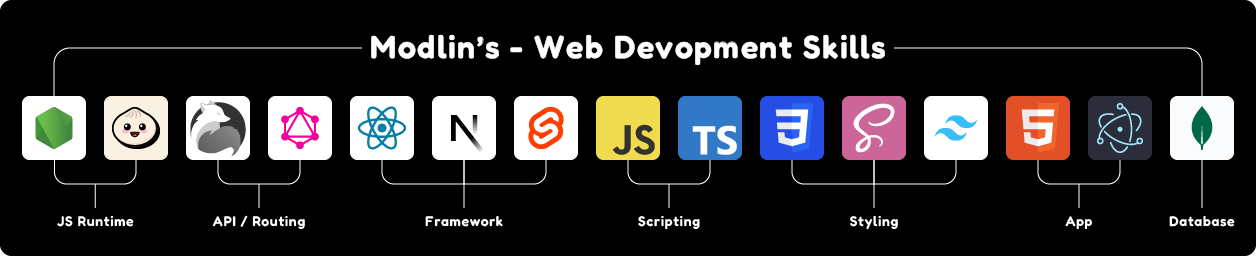 Modlin's - Web Devopment Skills
N
JS
TS
JS Runtime
API / Routing
Framework
Scripting
Styling
App
Database